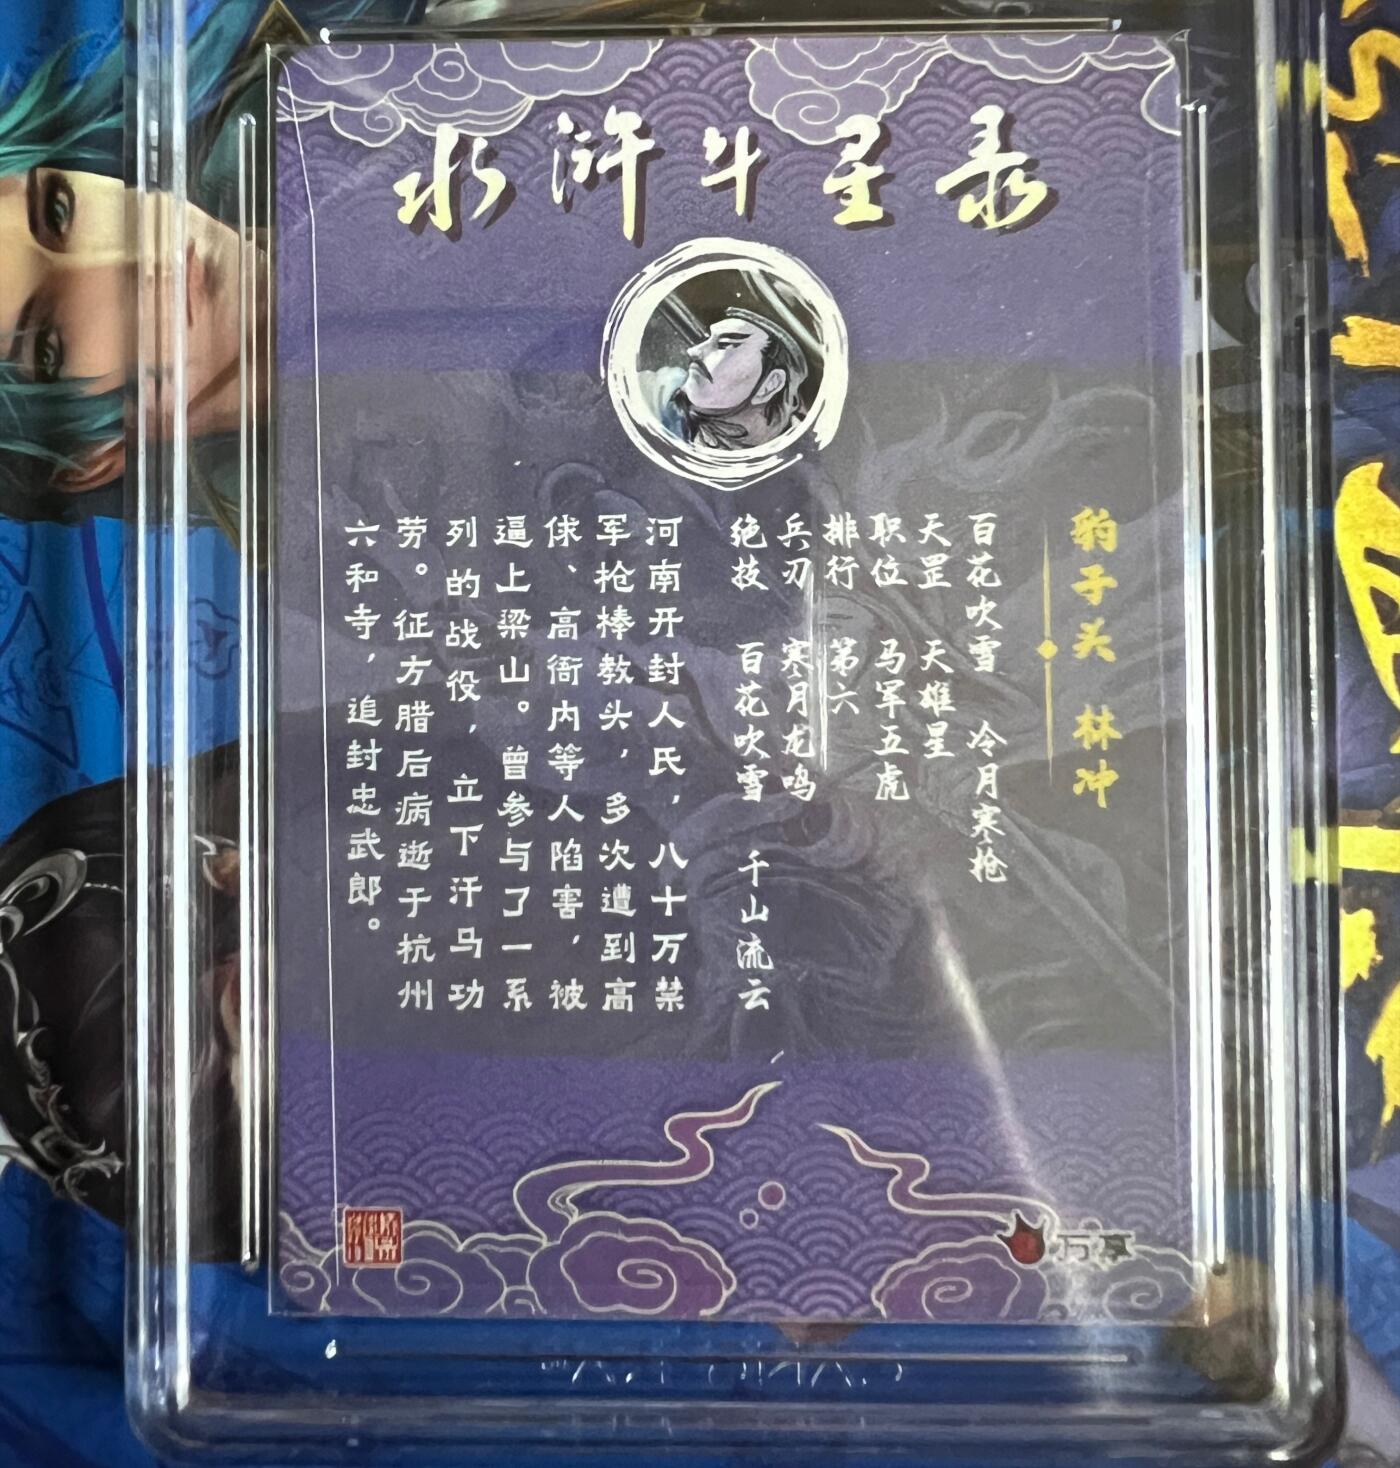 水浒斗星录
豹子头 林冲
百花吹雪 冷月寒枪
天罡 天雄星
职位 马军五虎
排行 第六
兵刃 寒月龙鸣
绝技 百花吹雪 千山流云
河南开封人氏，八十万禁
军枪棒教头，多次遭到高
俅、高衙内等人陷害，被
逼上梁山。曾参与了一系
列的战役，立下汗马功
劳。征方腊后病逝于杭州
六和寺，追封忠武郎。
万享